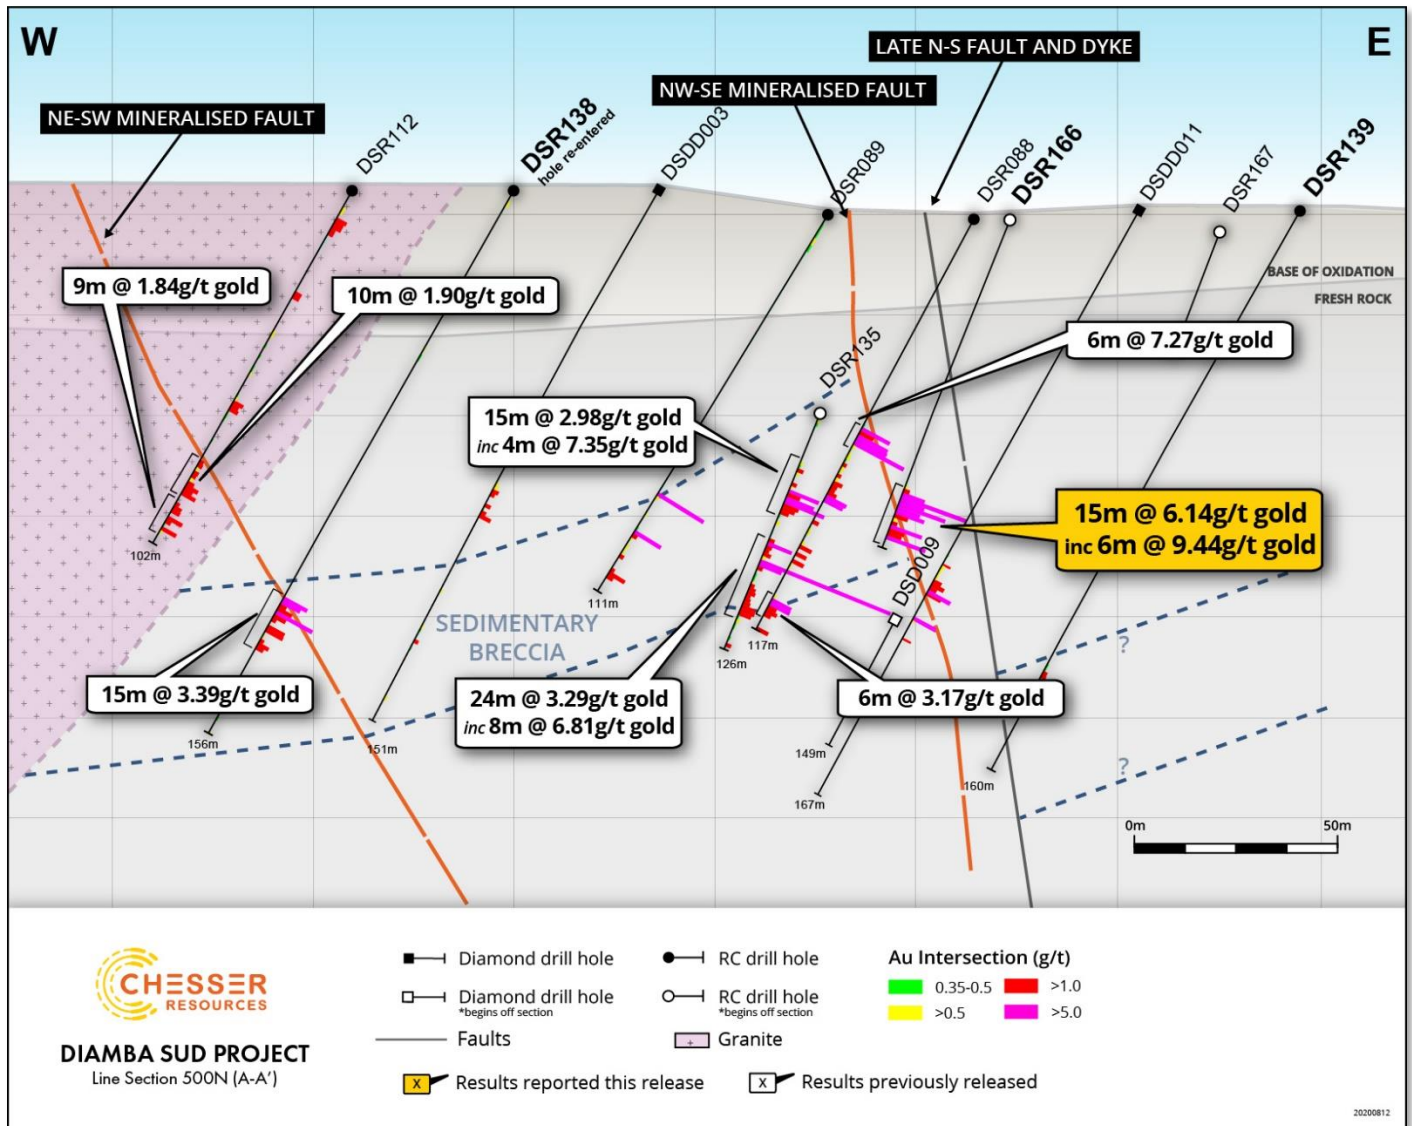 W
E
LATE N-S FAULT AND DYKE
NW-SE MINERALISED FAULT
NE-SW MINERALISED FAULT
DSR112
DSR138
hole re-entered
DSDD003
DSR089
DSR088
DSR166
DSDD011
DSR167
DSR139
BASE OF OXIDATION
FRESH ROCK
9m @ 1.84g/t gold
10m @ 1.90g/t gold
6m @ 7.27g/t gold
DSR135
15m @ 2.98g/t gold
inc 4m @ 7.35g/t gold
15m @ 6.14g/t gold
inc 6m @ 9.44g/t gold
102m
DSD009
111m
SEDIMENTARY
BRECCIA
117m
126m
?
15m @ 3.39g/t gold
24m @ 3.29g/t gold
inc 8m @ 6.81g/t gold
6m @ 3.17g/t gold
156m
151m
149m
167m
160m
?
0m
50m
CHESSER
RESOURCES
DIAMBA SUD PROJECT
Line Section 500N (A-A’)
Diamond drill hole
RC drill hole
Diamond drill hole
*begins off section
RC drill hole
*begins off section
Faults
+ Granite
X Results reported this release
X Results previously released
Au Intersection (g/t)
0.35-0.5
>1.0
>0.5
>5.0
20200812